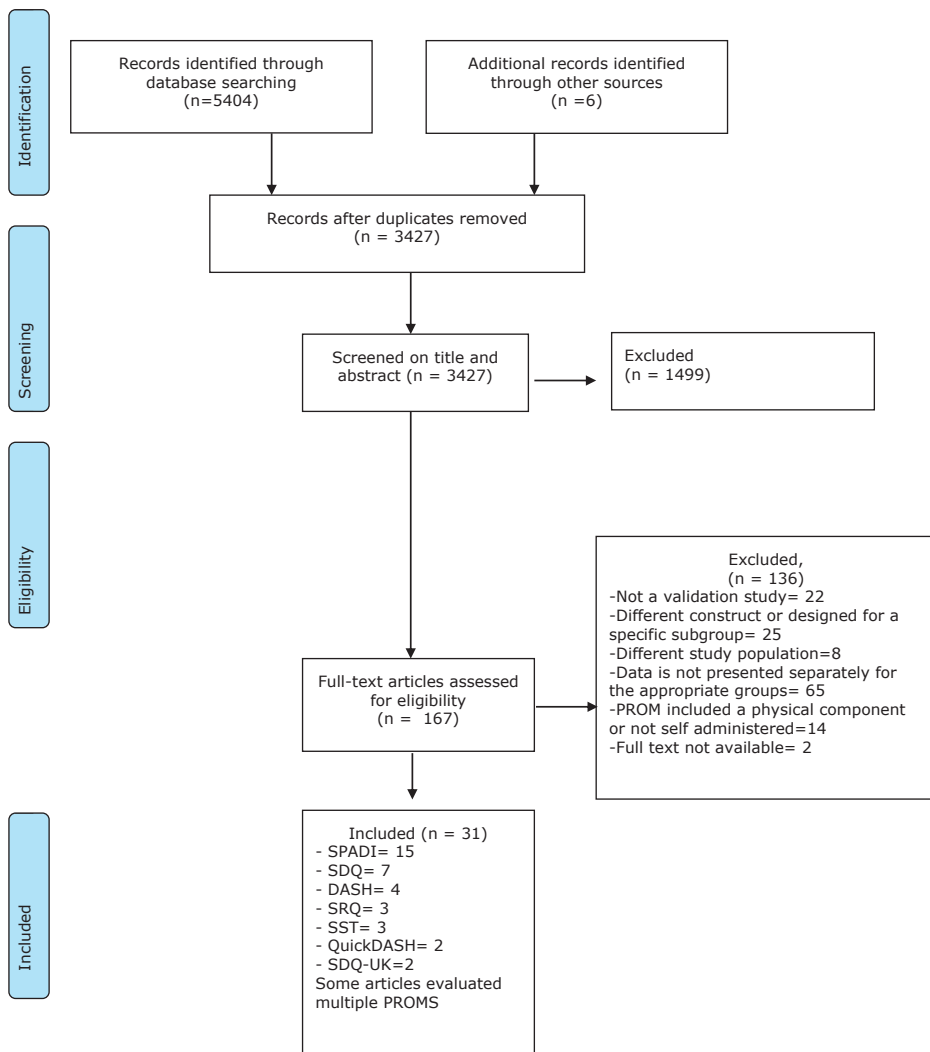 Identification
Records identified through
database searching
(n=5404)
Additional records identified
through other sources
(n =6)
Records after duplicates removed
(n = 3427)
Screening
Screened on title and
abstract (n = 3427)
Excluded
(n = 1499)
Eligibility
Full-text articles assessed
for eligibility
(n = 167)
Excluded,
(n = 136)
-Not a validation study= 22
-Different construct or designed for a
specific subgroup= 25
-Different study population=8
-Data is not presented separately for
the appropriate groups= 65
-PROM included a physical component
or not self administered=14
-Full text not available= 2
Included
Included (n = 31)
- SPADI= 15
- SDQ= 7
- DASH= 4
- SRQ= 3
- SST= 3
- QuickDASH= 2
- SDQ-UK=2
Some articles evaluated
multiple PROMS